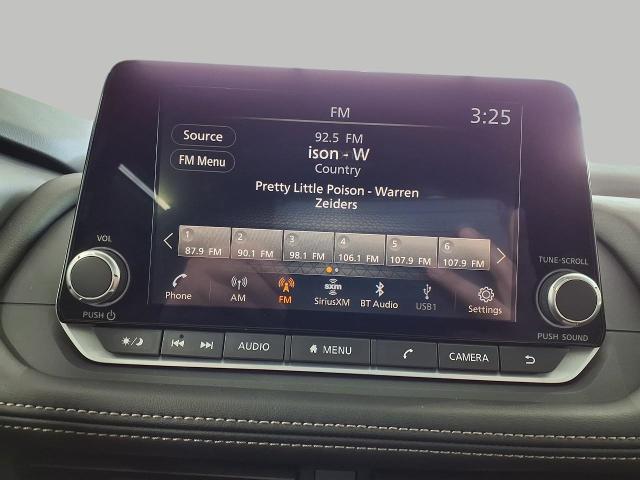 FM
3:25
Source
92.5 FM
ison - W
FM Menu
Country
Pretty Little Poison - Warren
Zeiders
VOL
TUNE·SCROLL
1 2 3 4 5 6
87.9 FM 90.1 FM 98.1 FM 106.1 FM 107.9 FM 107.9 FM
Phone AM FM sxm SiriusXM BT Audio USB1 Settings
PUSH
PUSH SOUND
AUDIO MENU CAMERA